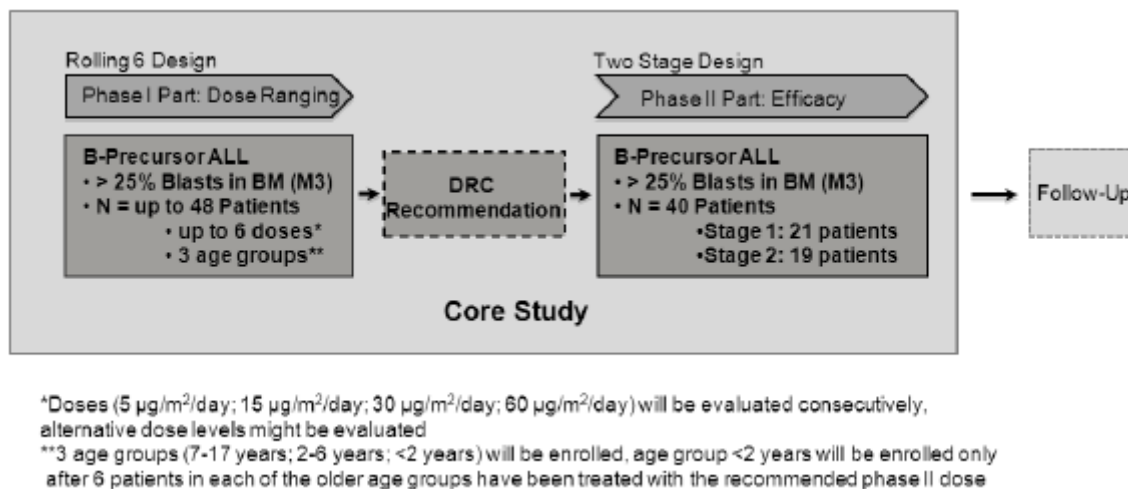 Rolling 6 Design
Phase I Part: Dose Ranging
B-Precursor ALL
• > 25% Blasts in BM (M3)
• N = up to 48 Patients
• up to 6 doses*
• 3 age groups**
DRC
Recommendation
Two Stage Design
Phase II Part: Efficacy
B-Precursor ALL
• > 25% Blasts in BM (M3)
• N = 40 Patients
•Stage 1: 21 patients
•Stage 2: 19 patients
Follow-Up
Core Study
*Doses (5 µg/m²/day; 15 µg/m²/day; 30 µg/m²/day; 60 µg/m²/day) will be evaluated consecutively,
alternative dose levels might be evaluated
**3 age groups (7-17 years; 2-6 years; <2 years) will be enrolled, age group <2 years will be enrolled only
after 6 patients in each of the older age groups have been treated with the recommended phase II dose